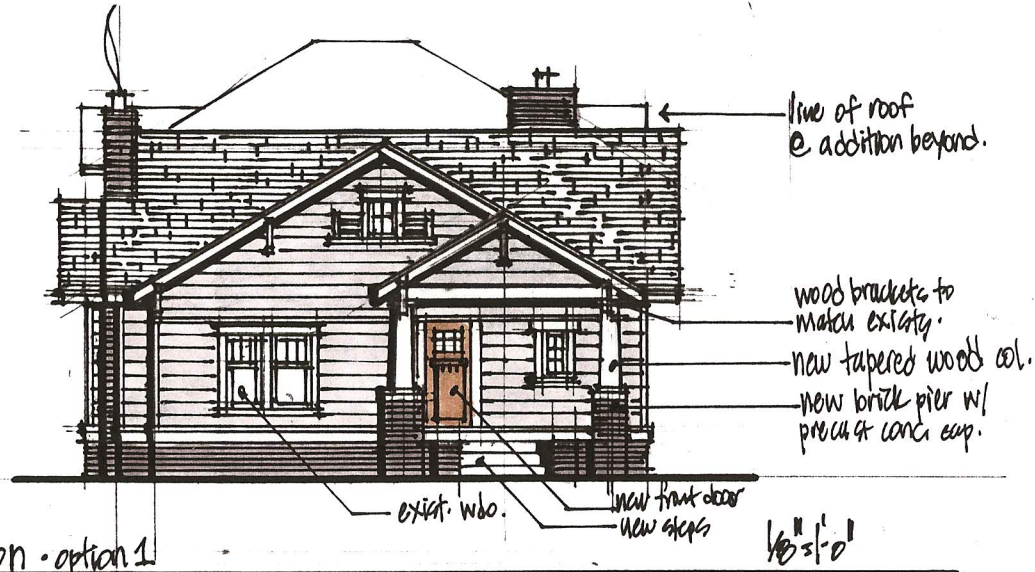 line of roof
@ addition beyond.
wood brackets to
match existg.
new tapered wood col.
new brick pier w/
precast conc. cap.
exist. wdo.
new front door
new steps
on · option 1
1/8" = 1'-0"